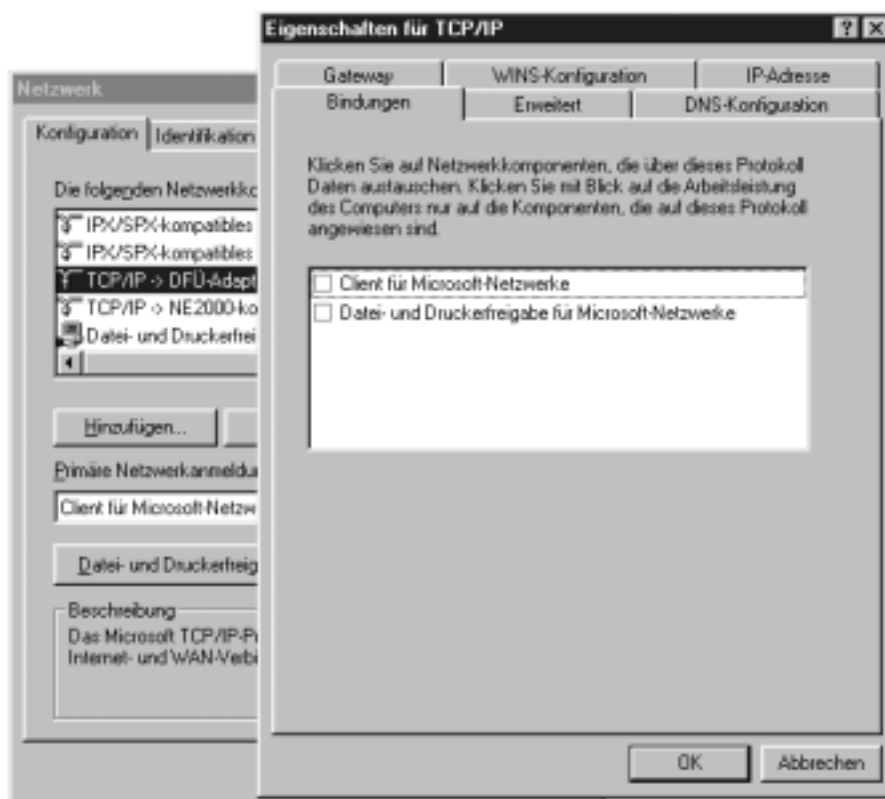 Eigenschaften für TCP/IP
Gateway
WINS-Konfiguration
IP-Adresse
Bindungen
Erweitert
DNS-Konfiguration
Klicken Sie auf Netzwerkkomponenten, die über dieses Protokoll
Daten austauschen. Klicken Sie mit Blick auf die Arbeitsleistung
des Computers nur auf die Komponenten, die auf dieses Protokoll
angewiesen sind.
Client für Microsoft-Netzwerke
Datei- und Druckerfreigabe für Microsoft-Netzwerke
OK
Abbrechen
Netzwerk
Konfiguration
Identifikation
Die folgenden Netzwerkko
IPX/SPX-kompatibles
IPX/SPX-kompatibles
TCP/IP -> DFÜ-Adapt
TCP/IP -> NE2000-ko
Datei- und Druckerfrei
Hinzufügen...
Primäre Netzwerkanmeldu
Client für Microsoft-Netzw
Datei- und Druckerfreig
Beschreibung
Das Microsoft TCP/IP-P
Internet- und WAN-Verbi